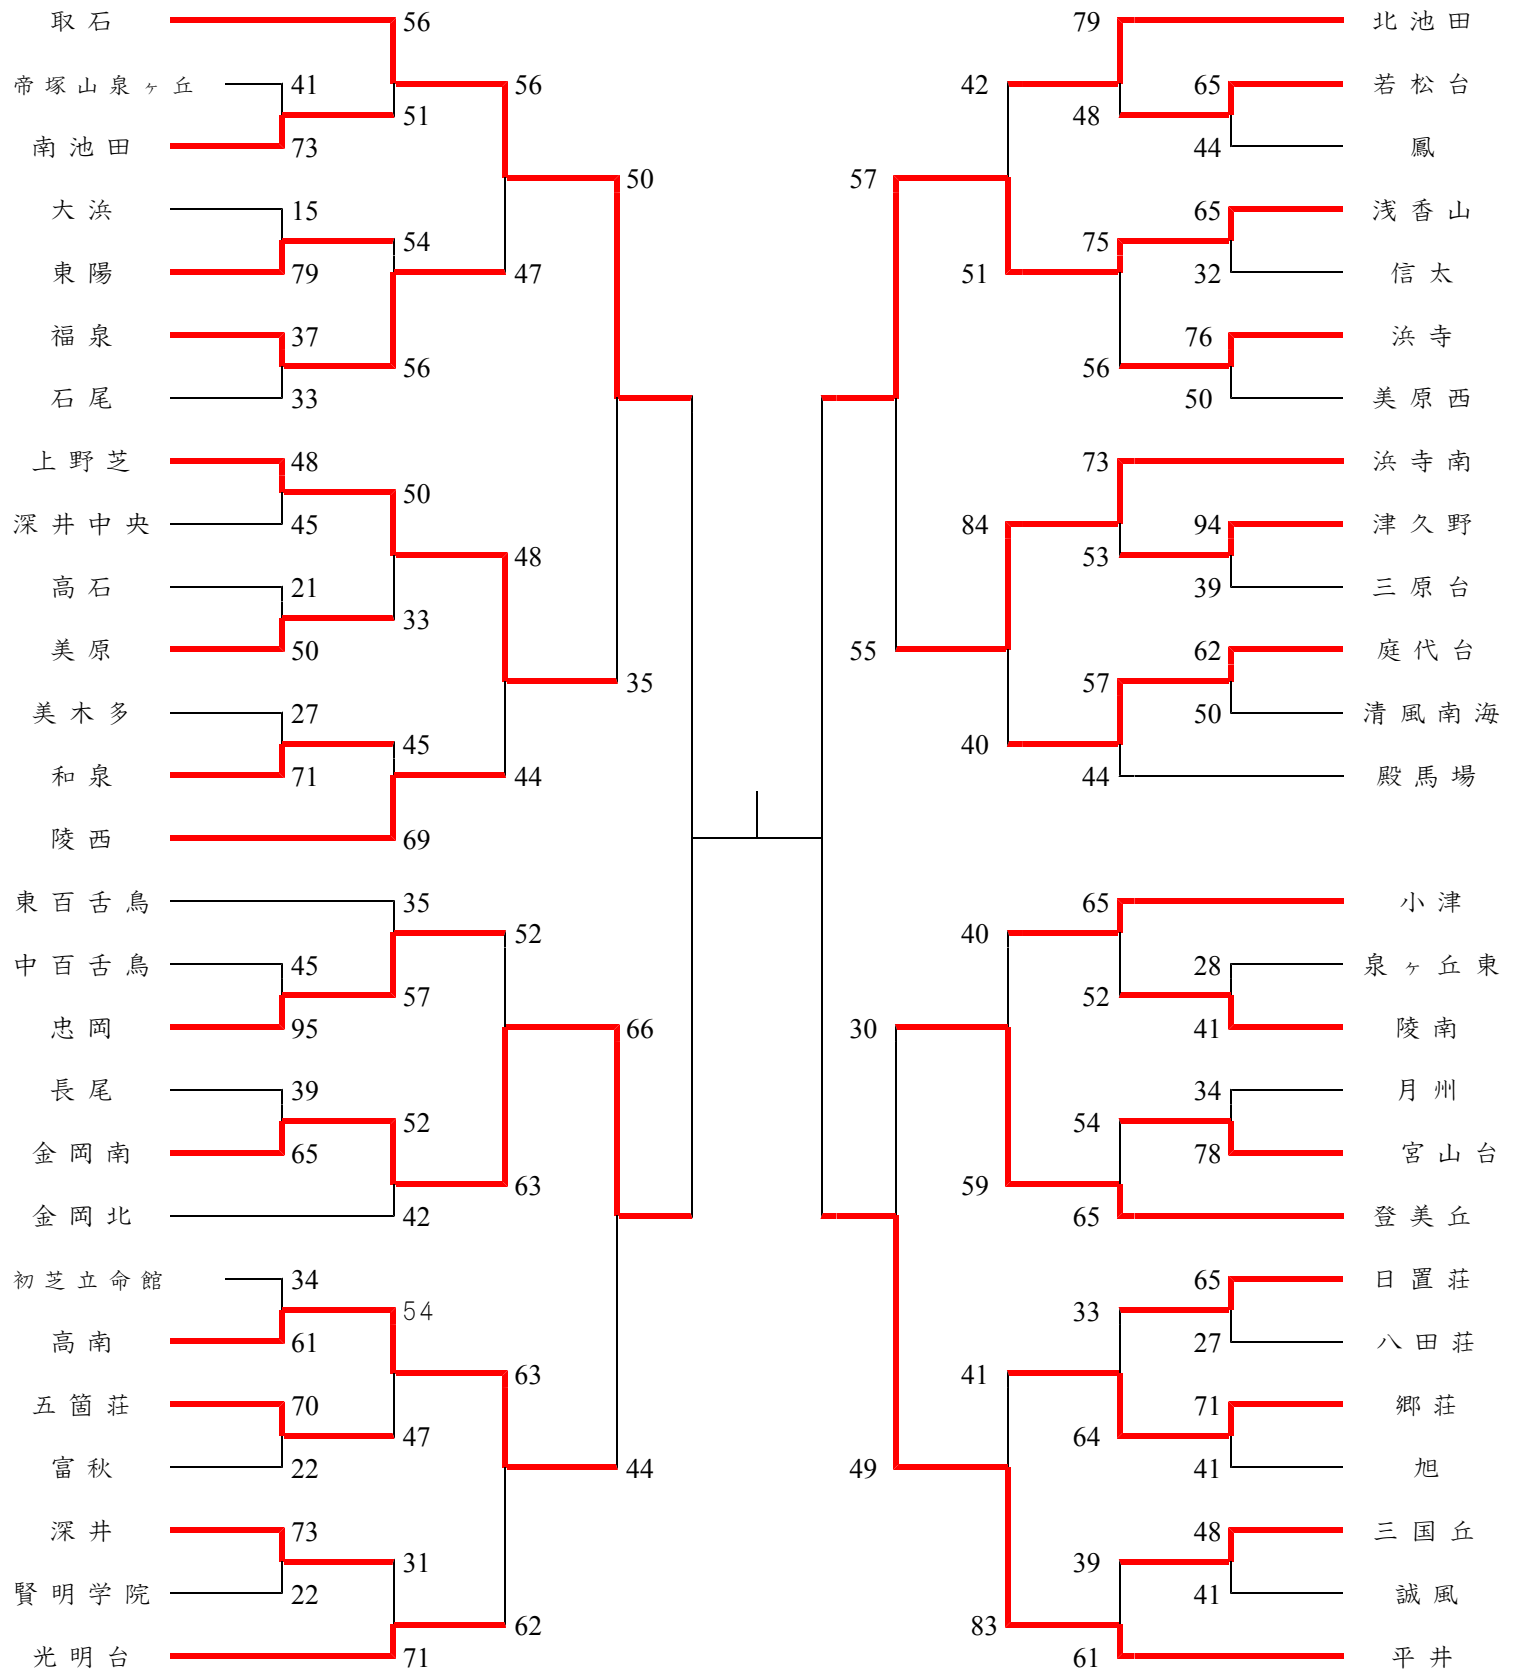 取石 56 79 北池田
帝塚山泉ヶ丘 41 56 42 65 若松台
51 48
南池田 73 44 鳳
50 57
大浜 15 65 浅香山
54 75
東陽 79 47 51 32 信太
福泉 37 76 浜寺
56 56
石尾 33 50 美原西
上野芝 48 73 浜寺南
50
深井中央 45 84 94 津久野
48 53
高石 21 39 三原台
33
美原 50 55 62 庭代台
35 57
美木多 27 50 清風南海
45 40
和泉 71 44 44 殿馬場
陵西 69
東百舌鳥 35 65 小津
52 40
中百舌鳥 45 28 泉ヶ丘東
57 52
忠岡 95 66 30 41 陵南
長尾 39 34 月州
52 54
金岡南 65 78 宮山台
63 59
金岡北 42 65 登美丘
初芝立命館 34 65 日置荘
54 33
高南 61 27 八田荘
63 41
五箇荘 70 71 郷荘
47 64
富秋 22 44 49 41 旭
深井 73 48 三国丘
31 39
賢明学院 22 41 誠風
62 83
光明台 71 61 平井